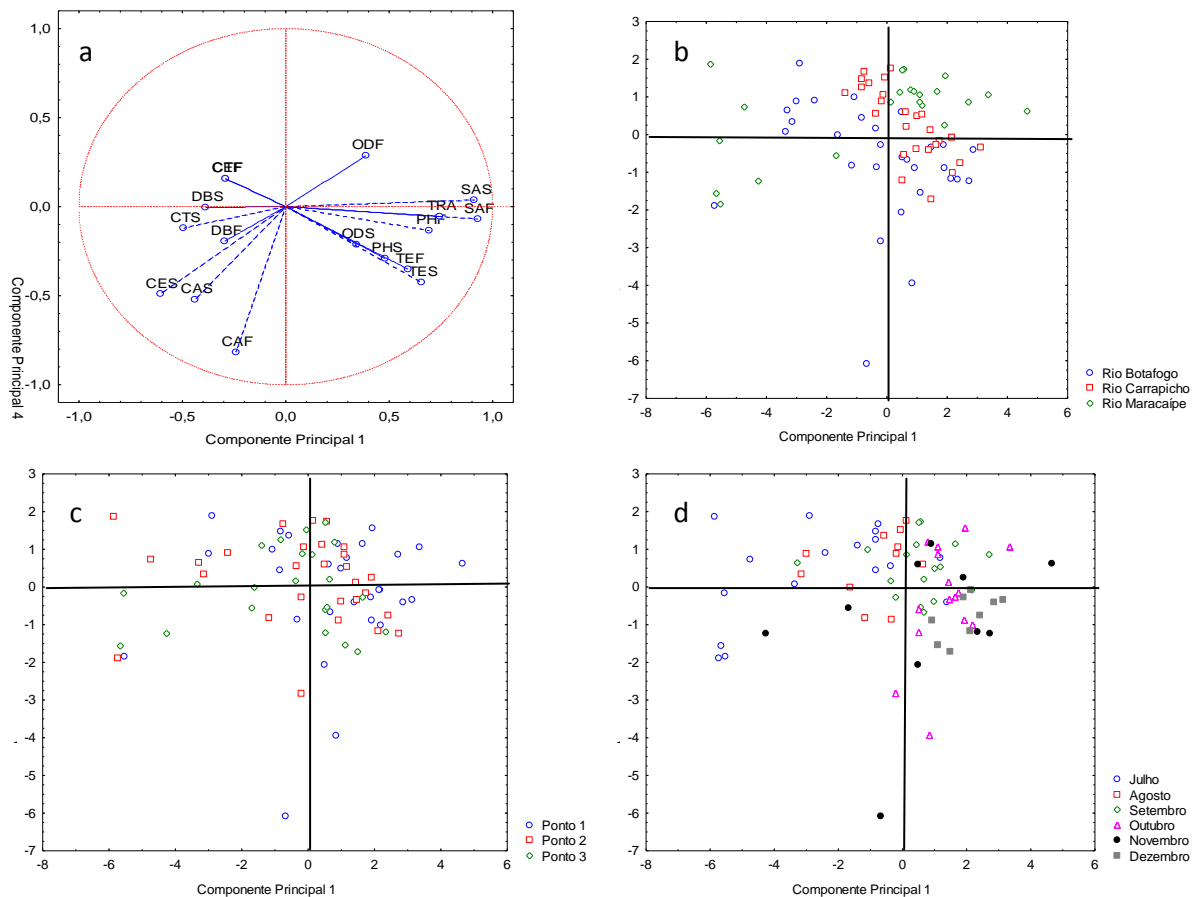 a
1,0
0,5
0,0
-0,5
-1,0
-1,0
-0,5
0,0
0,5
1,0
Componente Principal 4
Componente Principal 1
ODF
DBS
SAS
TRA
SAF
CTS
DBF
ODS
PHS
TEF
TES
CES
CAS
CAF
b
3
2
1
0
-1
-2
-3
-4
-5
-6
-7
-8
-6
-4
-2
0
2
4
6
Componente Principal 1
Rio Botafogo
Rio Carrapicho
Rio Maracaípe
c
3
2
1
0
-1
-2
-3
-4
-5
-6
-7
-8
-6
-4
-2
0
2
4
6
Componente Principal 1
Ponto 1
Ponto 2
Ponto 3
d
3
2
1
0
-1
-2
-3
-4
-5
-6
-7
-8
-6
-4
-2
0
2
4
6
Componente Principal 1
Julho
Agosto
Setembro
Outubro
Novembro
Dezembro